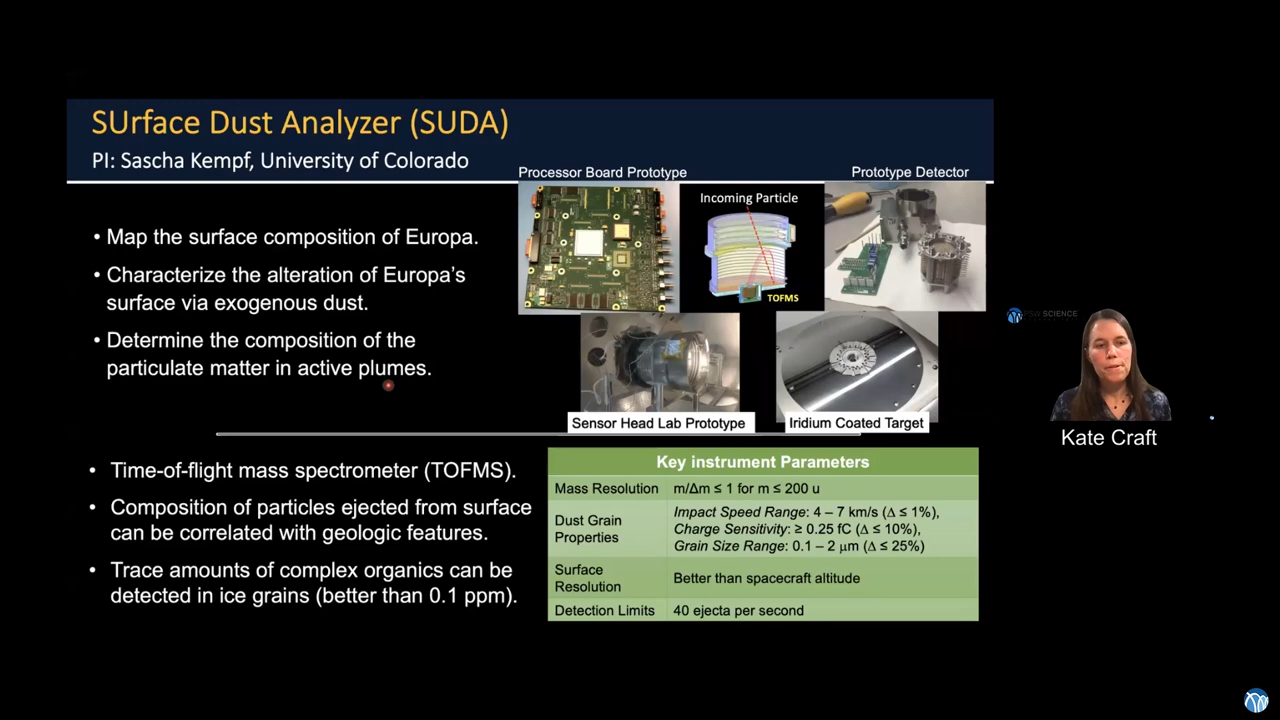 SUrface Dust Analyzer (SUDA)
PI: Sascha Kempf, University of Colorado
Processor Board Prototype
Prototype Detector
Incoming Particle
TOFMS
• Map the surface composition of Europa.
• Characterize the alteration of Europa's
surface via exogenous dust.
• Determine the composition of the
particulate matter in active plumes.
Sensor Head Lab Prototype
Iridium Coated Target
• Time-of-flight mass spectrometer (TOFMS).
• Composition of particles ejected from surface
can be correlated with geologic features.
• Trace amounts of complex organics can be
detected in ice grains (better than 0.1 ppm).
Key instrument Parameters
Mass Resolution m/Δm ≤ 1 for m ≤ 200 u
Dust Grain
Properties
Impact Speed Range: 4 – 7 km/s (Δ ≤ 1%),
Charge Sensitivity: ≥ 0.25 fC (Δ ≤ 10%),
Grain Size Range: 0.1 – 2 μm (Δ ≤ 25%)
Surface
Resolution
Better than spacecraft altitude
Detection Limits 40 ejecta per second
PSW SCIENCE
Kate Craft